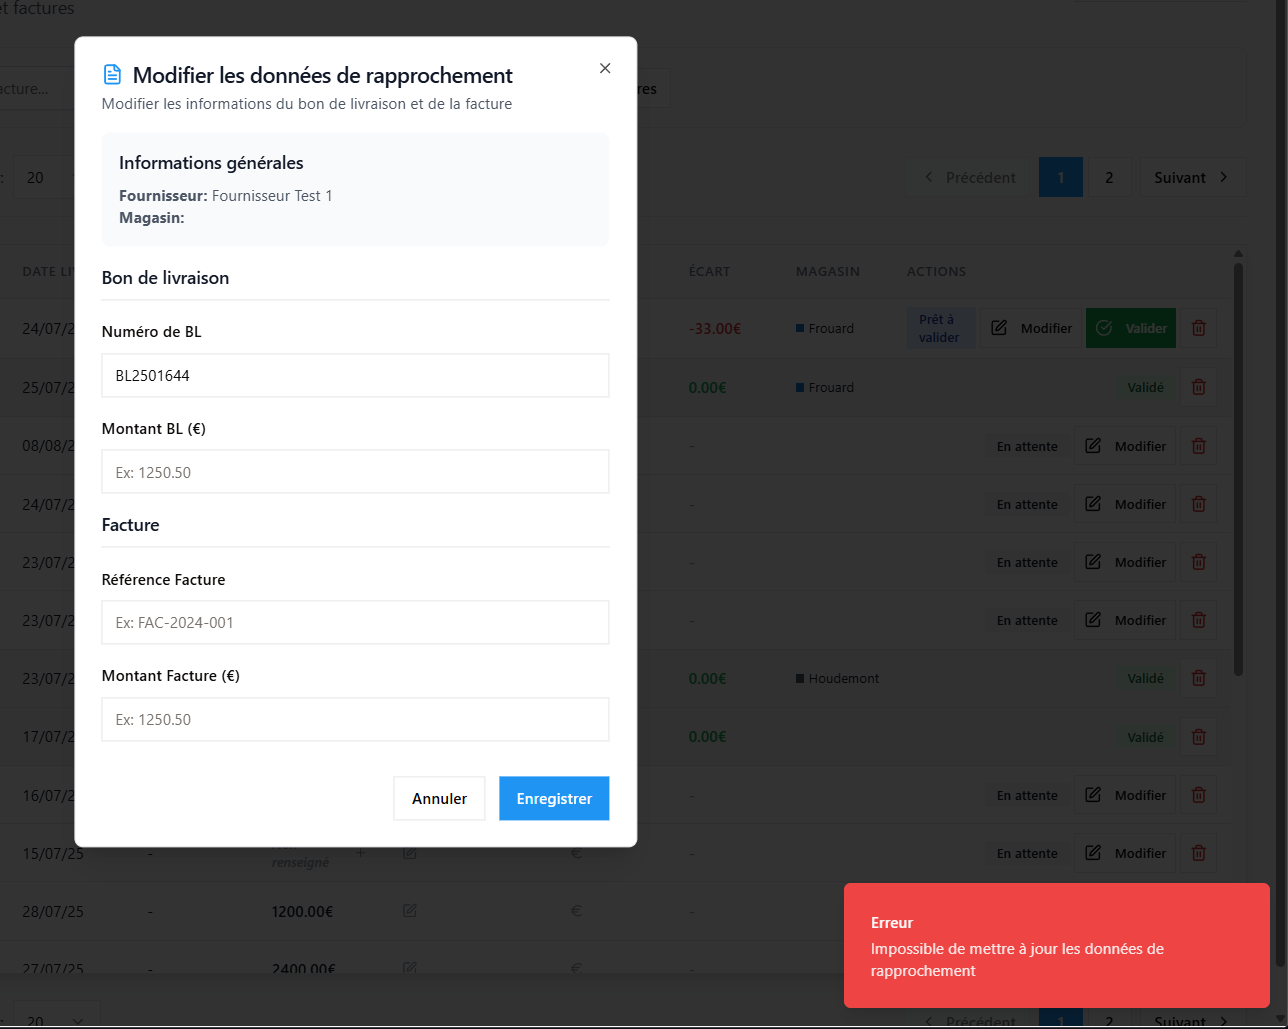 et factures
Modifier les données de rapprochement
Modifier les informations du bon de livraison et de la facture
acture...
res
Informations générales
Fournisseur: Fournisseur Test 1
Magasin:
: 20
Précédent 1 2 Suivant
Bon de livraison
DATE LI ÉCART MAGASIN ACTIONS
Numéro de BL
24/07/2 -33.00€ Frouard Prêt à valider Modifier Valider
BL2501644
25/07/2 0.00€ Frouard Validé
Montant BL (€)
08/08/2 - En attente Modifier
Ex: 1250.50
24/07/2 - En attente Modifier
Facture
23/07/2 - En attente Modifier
Référence Facture
Ex: FAC-2024-001
23/07/2 - En attente Modifier
Montant Facture (€)
23/07/2 0.00€ Houdemont Validé
Ex: 1250.50
17/07/2 0.00€ Validé
Annuler
Enregistrer
16/07/2 - En attente Modifier
15/07/25 - renseigné + € - En attente Modifier
28/07/25 - 1200.00€ € -
27/07/25 - 2400.00€ € -
Erreur
Impossible de mettre à jour les données de
rapprochement
: 20
Précédent 1 2 Suivant